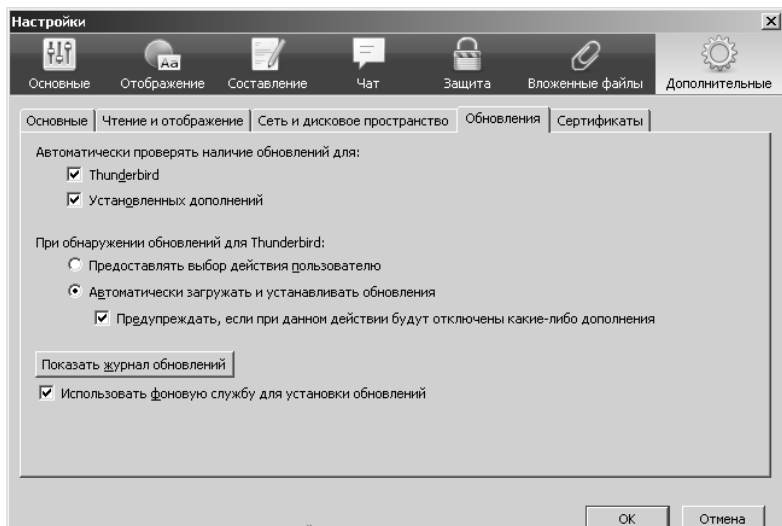 Настройки
Основные Отображение Составление Чат Защита Вложенные файлы Дополнительные
Основные Чтение и отображение Сеть и дисковое пространство Обновления Сертификаты
Автоматически проверять наличие обновлений для:
Thunderbird
Установленных дополнений
При обнаружении обновлений для Thunderbird:
Предоставлять выбор действия пользователю
Автоматически загружать и устанавливать обновления
Предупреждать, если при данном действии будут отключены какие-либо дополнения
Показать журнал обновлений
Использовать фоновую службу для установки обновлений
OK Отмена